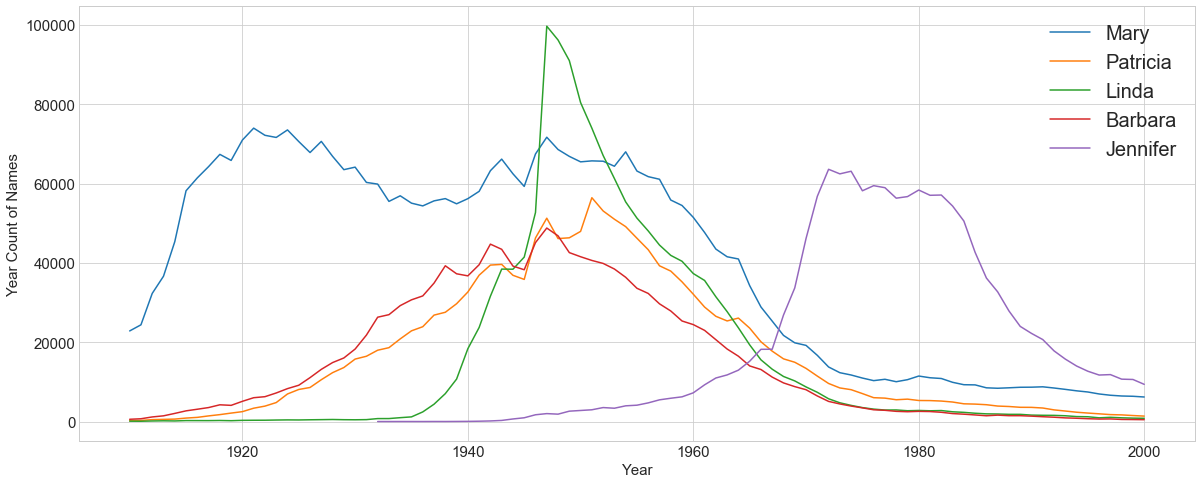 100000
80000
60000
40000
20000
0
Year Count of Names
Mary
Patricia
Linda
Barbara
Jennifer
1920
1940
1960
1980
2000
Year